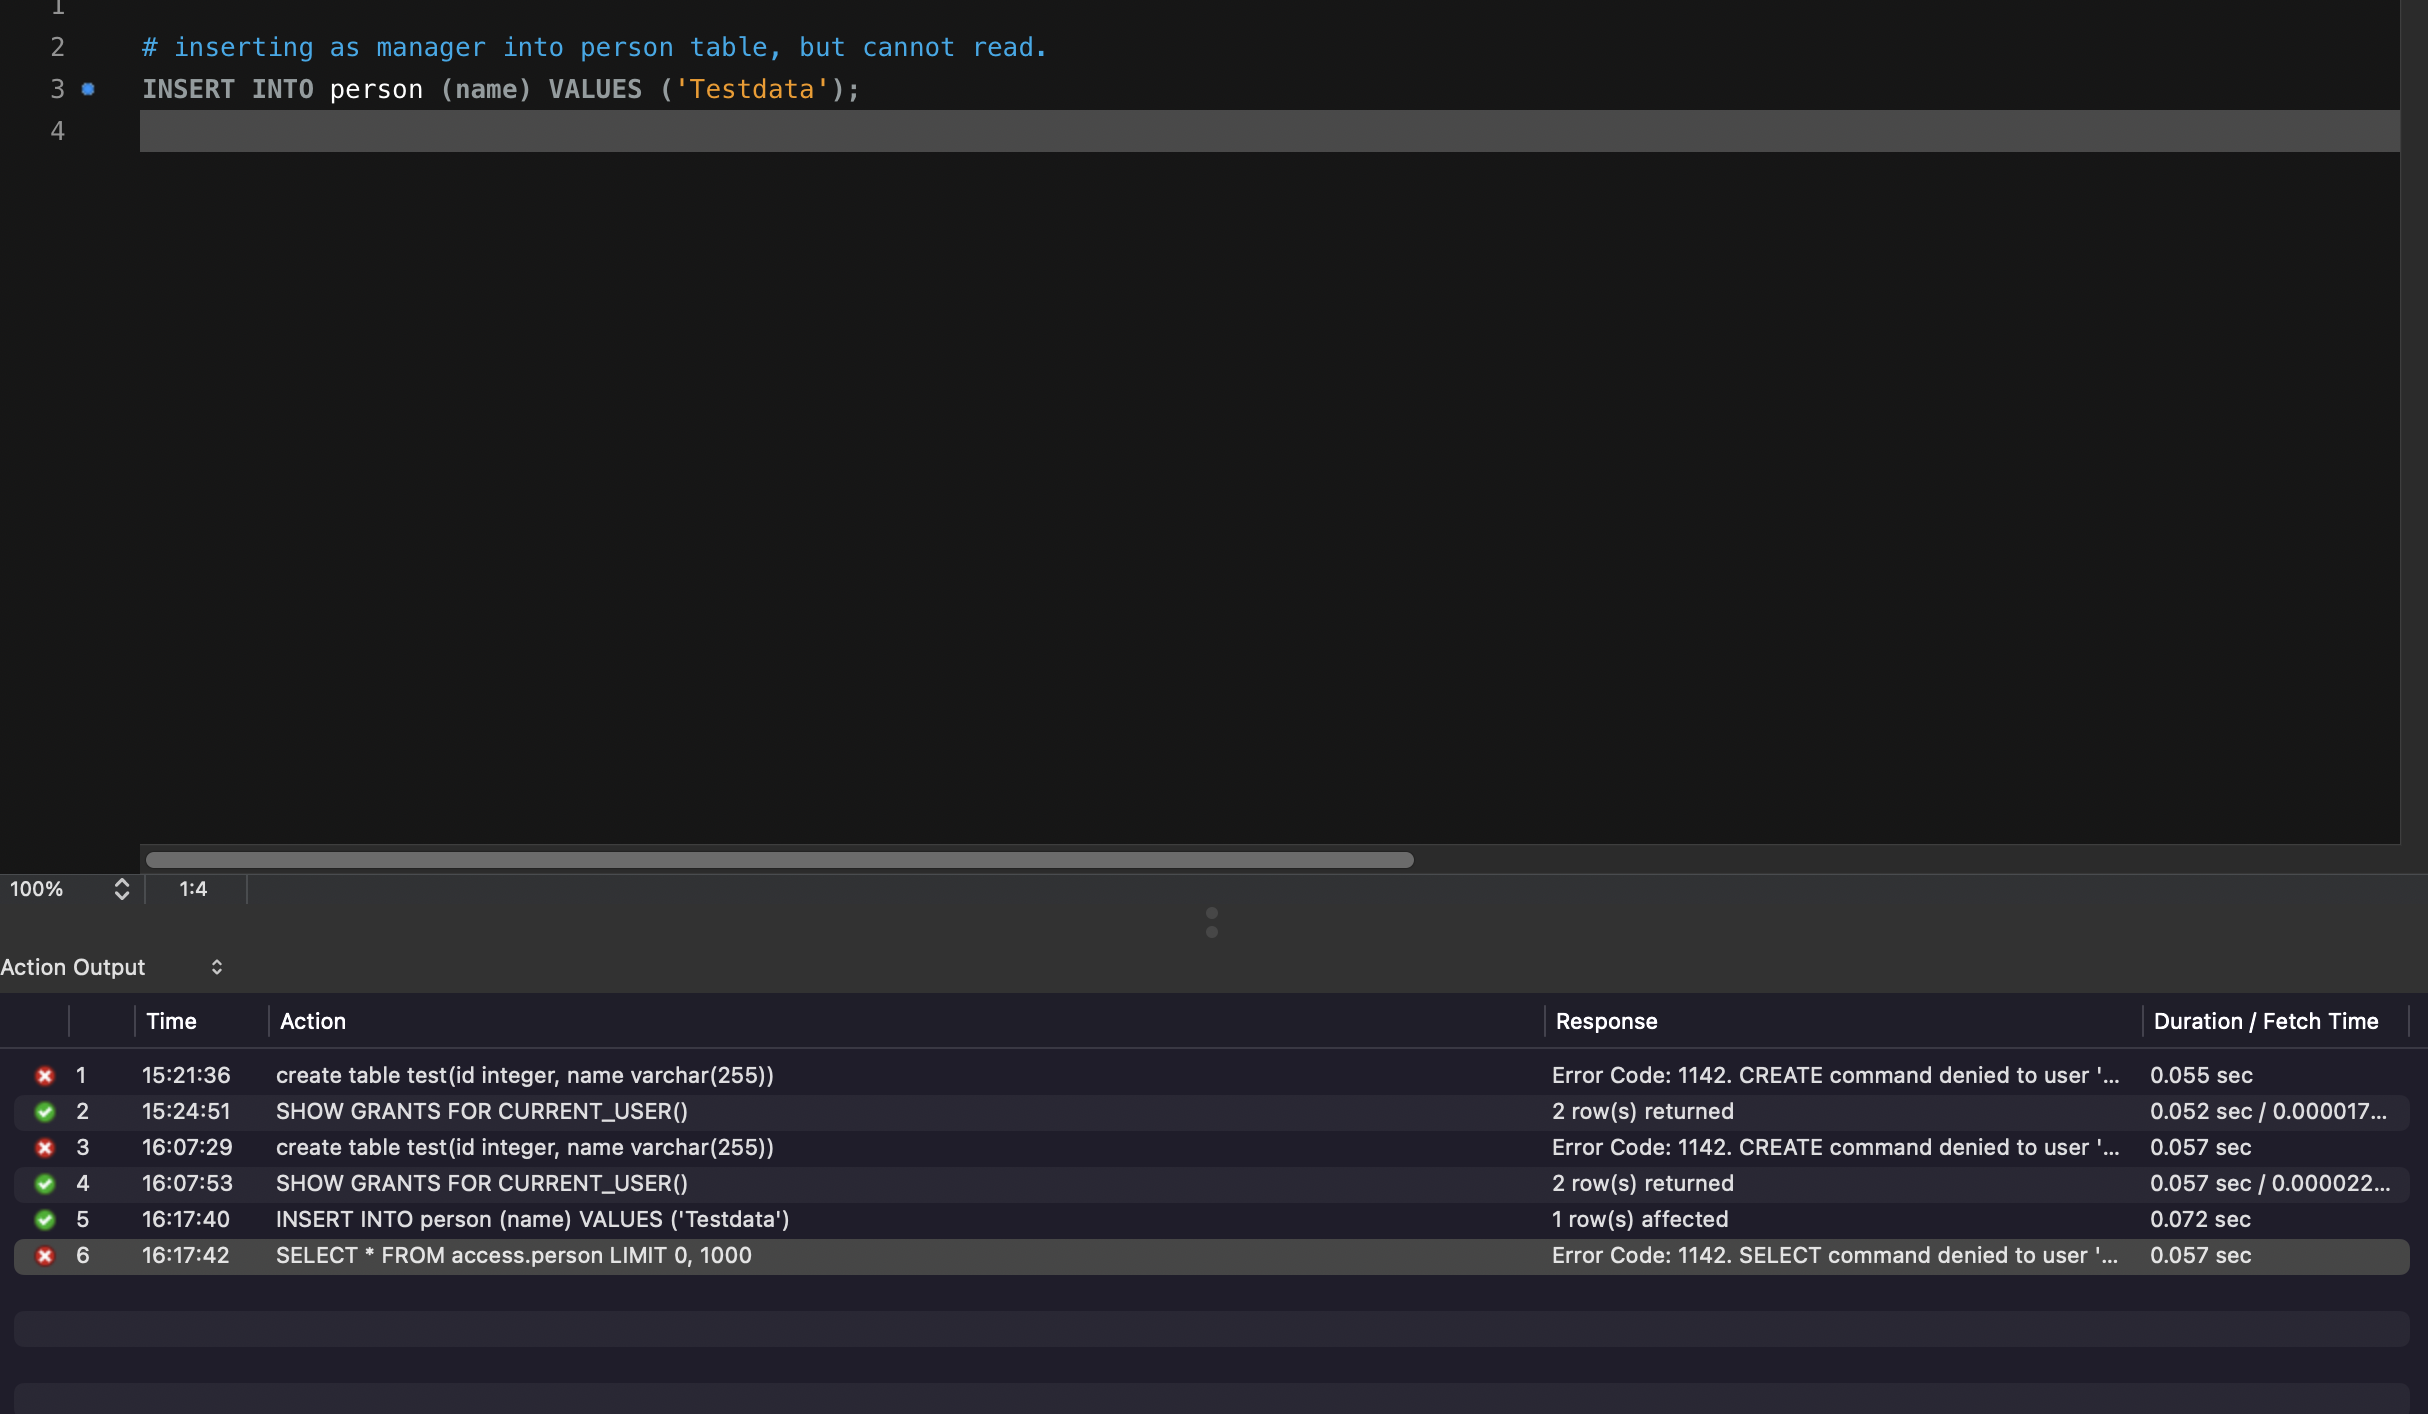 1
2 # inserting as manager into person table, but cannot read.
3 INSERT INTO person (name) VALUES ('Testdata');
4
100% 1:4
Action Output
Time Action Response Duration / Fetch Time
1 15:21:36 create table test(id integer, name varchar(255)) Error Code: 1142. CREATE command denied to user '... 0.055 sec
2 15:24:51 SHOW GRANTS FOR CURRENT_USER() 2 row(s) returned 0.052 sec / 0.000017...
3 16:07:29 create table test(id integer, name varchar(255)) Error Code: 1142. CREATE command denied to user '... 0.057 sec
4 16:07:53 SHOW GRANTS FOR CURRENT_USER() 2 row(s) returned 0.057 sec / 0.000022...
5 16:17:40 INSERT INTO person (name) VALUES ('Testdata') 1 row(s) affected 0.072 sec
6 16:17:42 SELECT * FROM access.person LIMIT 0, 1000 Error Code: 1142. SELECT command denied to user '... 0.057 sec